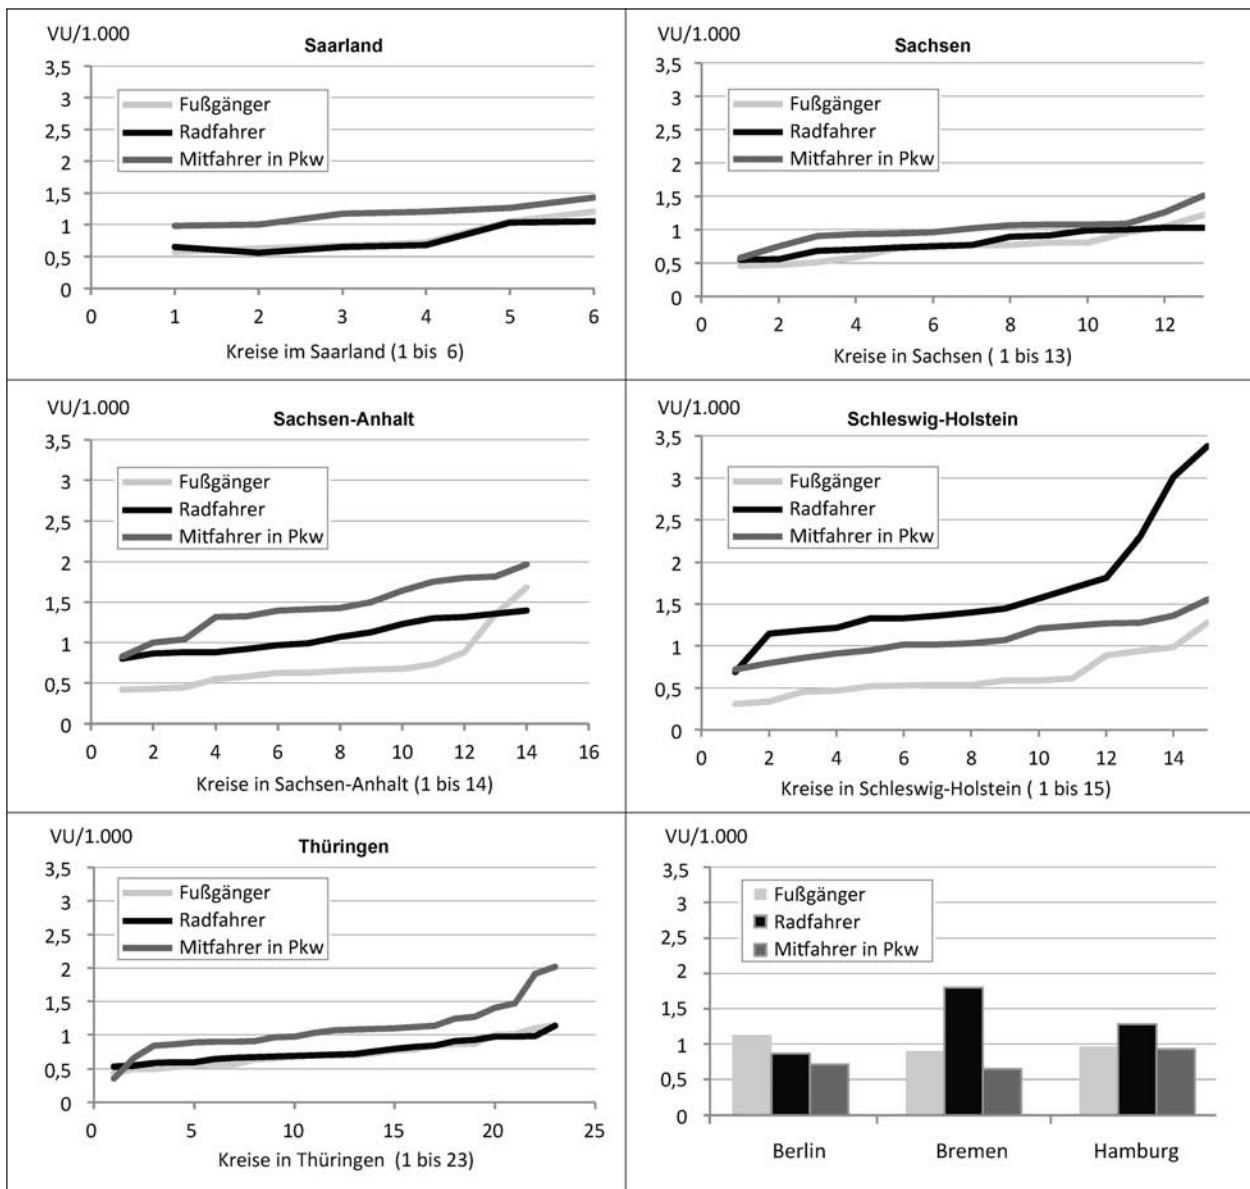 VU/1.000
Saarland
3,5
3
2,5
2
1,5
1
0,5
0
Fußgänger
Radfahrer
Mitfahrer in Pkw
0 1 2 3 4 5 6
Kreise im Saarland (1 bis 6)
VU/1.000
Sachsen
3,5
3
2,5
2
1,5
1
0,5
0
Fußgänger
Radfahrer
Mitfahrer in Pkw
0 2 4 6 8 10 12
Kreise in Sachsen ( 1 bis 13)
VU/1.000
Sachsen-Anhalt
3,5
3
2,5
2
1,5
1
0,5
0
Fußgänger
Radfahrer
Mitfahrer in Pkw
0 2 4 6 8 10 12 14 16
Kreise in Sachsen-Anhalt (1 bis 14)
VU/1.000
Schleswig-Holstein
3,5
3
2,5
2
1,5
1
0,5
0
Fußgänger
Radfahrer
Mitfahrer in Pkw
0 2 4 6 8 10 12 14
Kreise in Schleswig-Holstein ( 1 bis 15)
VU/1.000
Thüringen
3,5
3
2,5
2
1,5
1
0,5
0
Fußgänger
Radfahrer
Mitfahrer in Pkw
0 5 10 15 20 25
Kreise in Thüringen (1 bis 23)
VU/1.000
3,5
3
2,5
2
1,5
1
0,5
0
Fußgänger
Radfahrer
Mitfahrer in Pkw
Berlin Bremen Hamburg